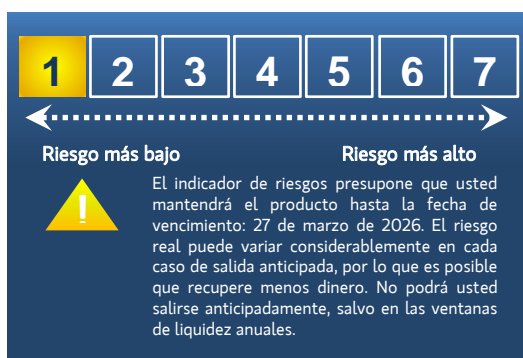 1 2 3 4 5 6 7
Riesgo más bajo Riesgo más alto
!
El indicador de riesgos presupone que usted
mantendrá el producto hasta la fecha de
vencimiento: 27 de marzo de 2026. El riesgo
real puede variar considerablemente en cada
caso de salida anticipada, por lo que es posible
que recupere menos dinero. No podrá usted
salirse anticipadamente, salvo en las ventanas
de liquidez anuales.